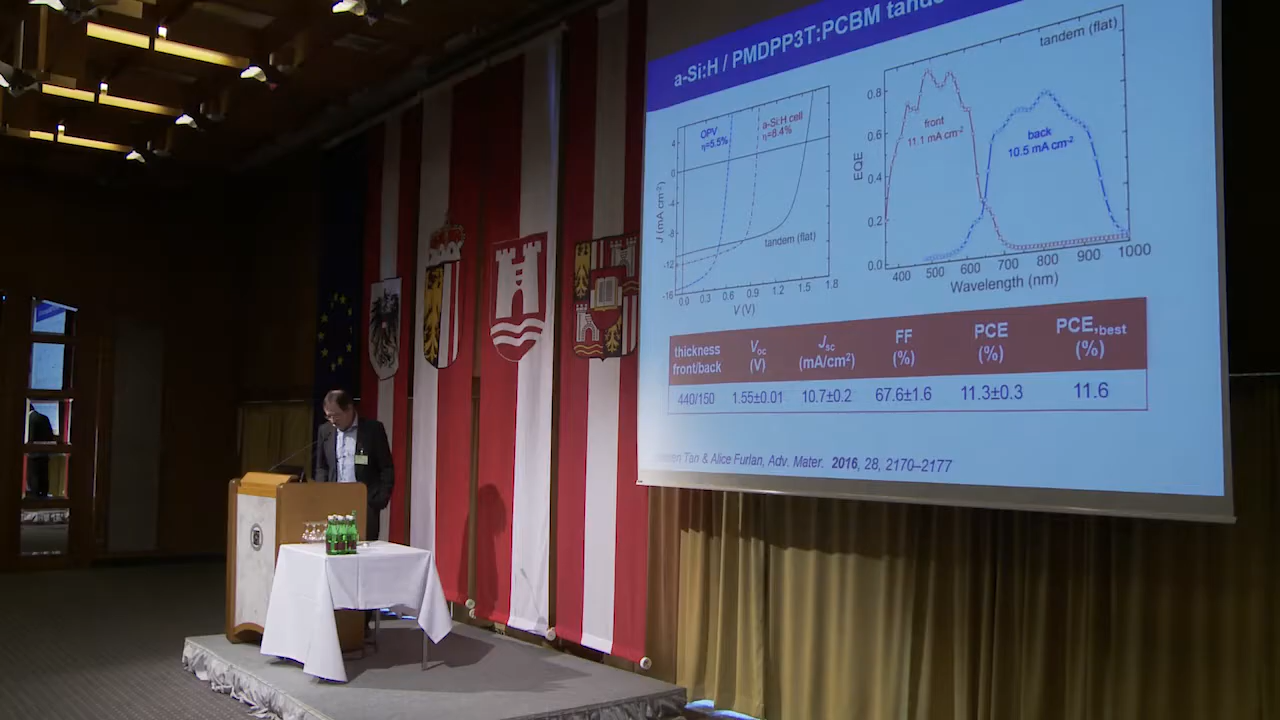 a-Si:H / PMDPP3T:PCBM
OPV
η=5.5%
a-Si:H cell
η=6.4%
tandem (flat)
J (mA cm-2)
4
0
-4
-8
-12
-16
0.0 0.3 0.6 0.9 1.2 1.5 1.8
V (V)
tandem (flat)
front
11.1 mA cm-2
back
10.5 mA cm-2
EQE
0.8
0.6
0.4
0.2
0.0
400 500 600 700 800 900 1000
Wavelength (nm)
thickness front/back Voc (V) Jsc (mA/cm2) FF (%) PCE (%) PCE,best (%)
440/150 1.55±0.01 10.7±0.2 67.6±1.6 11.3±0.3 11.6
Tan & Alice Furlan, Adv. Mater. 2016, 28, 2170–2177